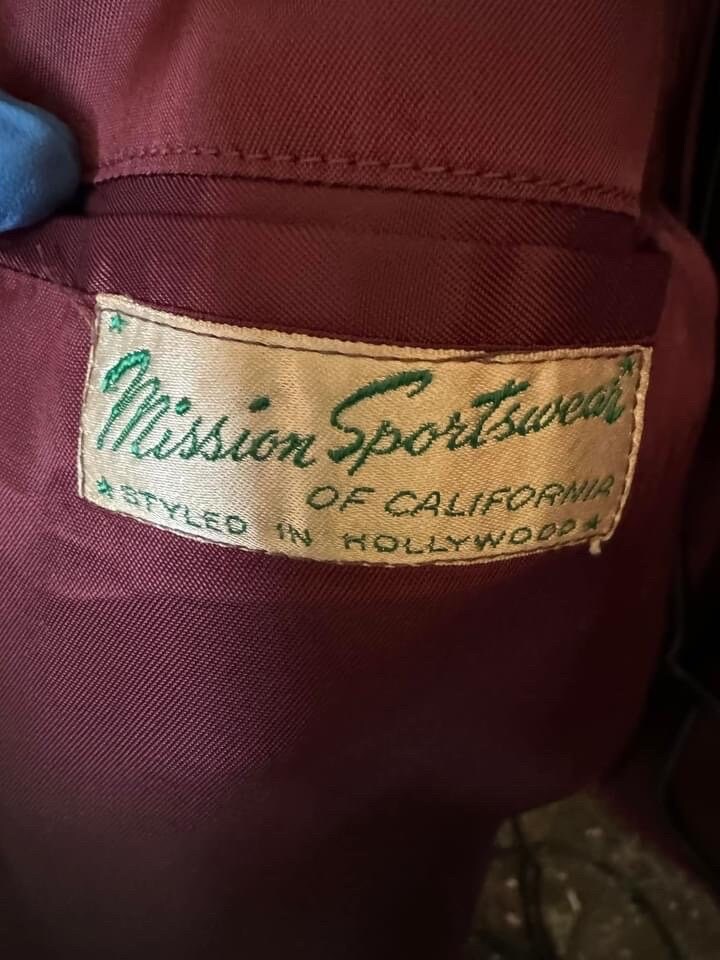 Mission Sportswear
OF CALIFORNIA
STYLED IN HOLLYWOOD